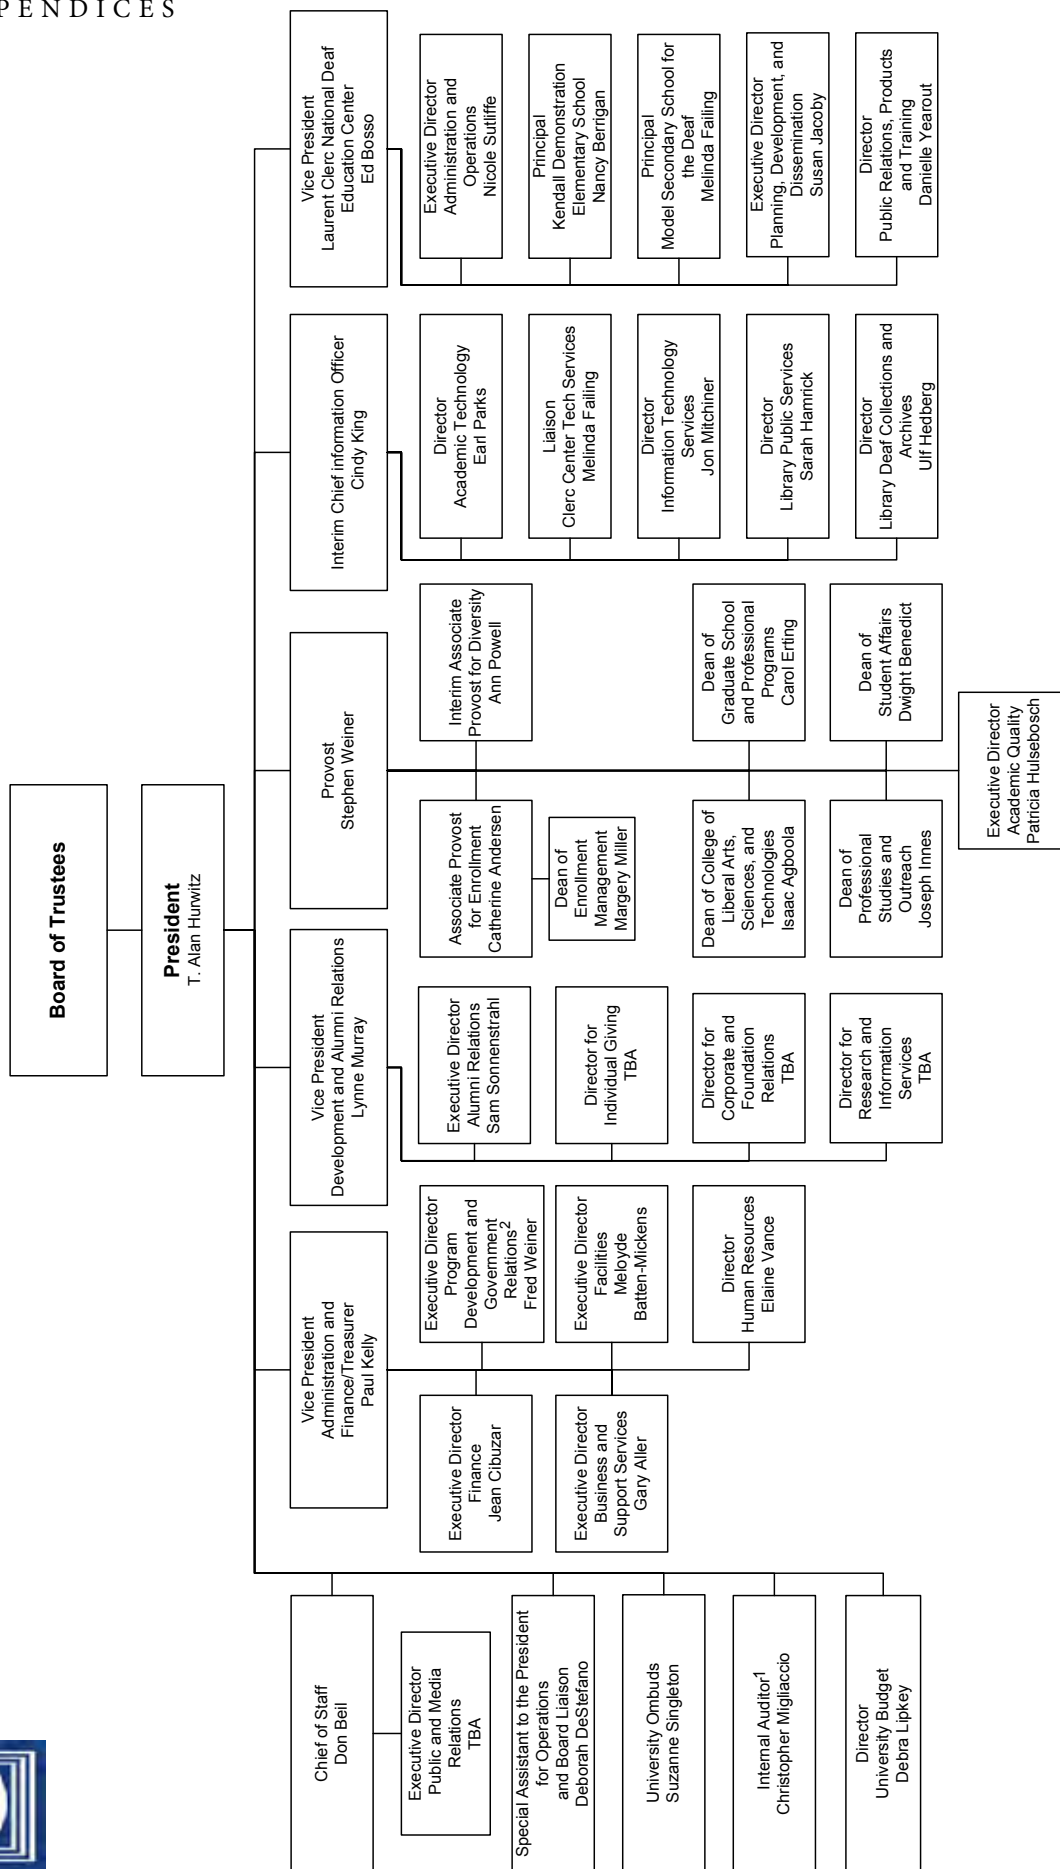 PENDICES
Board of Trustees
President
T. Alan Hurwitz
Chief of Staff
Don Beil
Executive Director
Public and Media
Relations
TBA
Special Assistant to the President
for Operations
and Board Liaison
Deborah DeStefano
University Ombuds
Suzanne Singleton
Internal Auditor1
Christopher Migliaccio
Director
University Budget
Debra Lipkey
Vice President
Administration and
Finance/Treasurer
Paul Kelly
Executive Director
Finance
Jean Cibuzar
Executive Director
Program
Development and
Government
Relations2
Fred Weiner
Executive Director
Business and
Support Services
Gary Aller
Executive Director
Facilities
Meloyde
Batten-Mickens
Director
Human Resources
Elaine Vance
Vice President
Development and Alumni Relations
Lynne Murray
Executive Director
Alumni Relations
Sam Sonnenstrahl
Director for
Individual Giving
TBA
Director for
Corporate and
Foundation
Relations
TBA
Director for
Research and
Information
Services
TBA
Provost
Stephen Weiner
Associate Provost
for Enrollment
Catherine Andersen
Interim Associate
Provost for Diversity
Ann Powell
Dean of
Enrollment
Management
Margery Miller
Dean of College of
Liberal Arts,
Sciences, and
Technologies
Isaac Agboola
Dean of
Graduate School
and Professional
Programs
Carol Erting
Dean of
Professional
Studies and
Outreach
Joseph Innes
Dean of
Student Affairs
Dwight Benedict
Executive Director
Academic Quality
Patricia Hulsebosch
Interim Chief information Officer
Cindy King
Director
Academic Technology
Earl Parks
Liaison
Clerc Center Tech Services
Melinda Failing
Director
Information Technology
Services
Jon Mitchiner
Director
Library Public Services
Sarah Hamrick
Director
Library Deaf Collections and
Archives
Ulf Hedberg
Vice President
Laurent Clerc National Deaf
Education Center
Ed Bosso
Executive Director
Administration and
Operations
Nicole Sutliffe
Principal
Kendall Demonstration
Elementary School
Nancy Berrigan
Principal
Model Secondary School for
the Deaf
Melinda Failing
Executive Director
Planning, Development, and
Dissemination
Susan Jacoby
Director
Public Relations, Products
and Training
Danielle Yearout